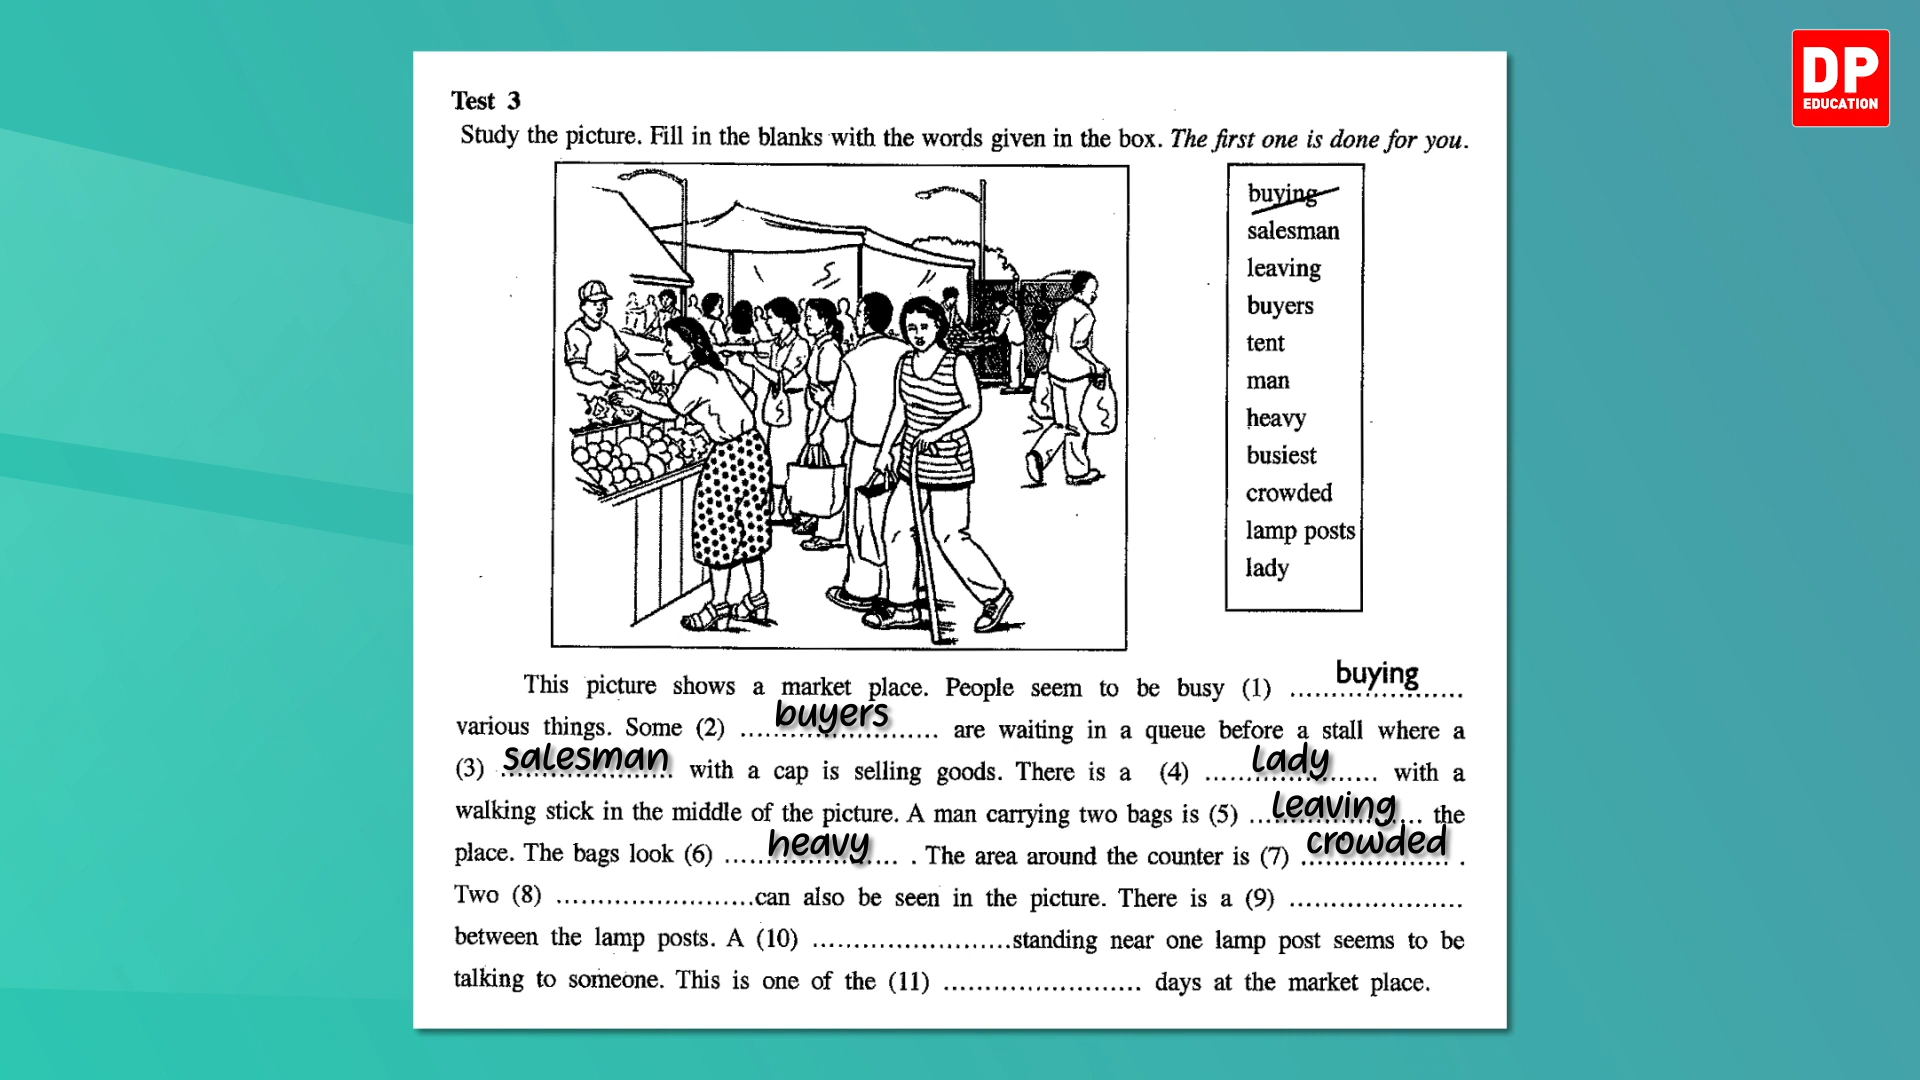 DP
EDUCATION
Test 3
Study the picture. Fill in the blanks with the words given in the box. The first one is done for you.
buying
salesman
leaving
buyers
tent
man
heavy
busiest
crowded
lamp posts
lady
This picture shows a market place. People seem to be busy (1) ..... buying .....
various things. Some (2) ..... buyers ..... are waiting in a queue before a stall where a
(3) ..... salesman ..... with a cap is selling goods. There is a (4) ..... lady ..... with a
walking stick in the middle of the picture. A man carrying two bags is (5) ..... leaving ..... the
place. The bags look (6) ..... heavy ..... . The area around the counter is (7) ..... crowded ..... .
Two (8) ........................can also be seen in the picture. There is a (9) .....................
between the lamp posts. A (10) ........................standing near one lamp post seems to be
talking to someone. This is one of the (11) ........................ days at the market place.